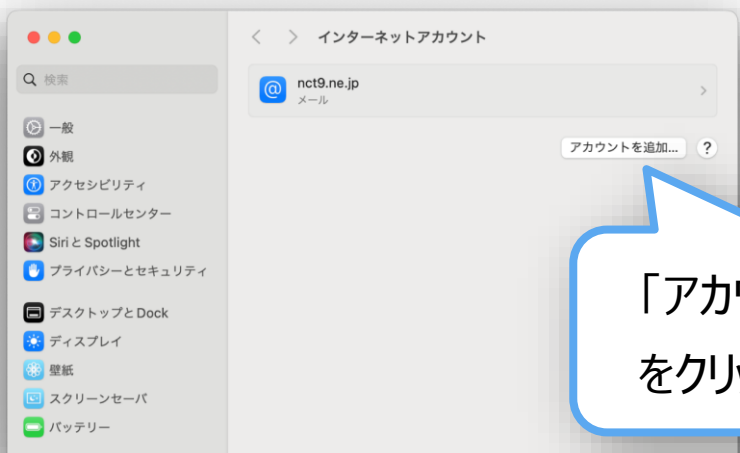 インターネットアカウント
検索
nct9.ne.jp
メール
アカウントを追加...
?
一般
外観
アクセシビリティ
コントロールセンター
Siri と Spotlight
プライバシーとセキュリティ
デスクトップと Dock
ディスプレイ
壁紙
スクリーンセーバ
バッテリー
「アカ
をクリ